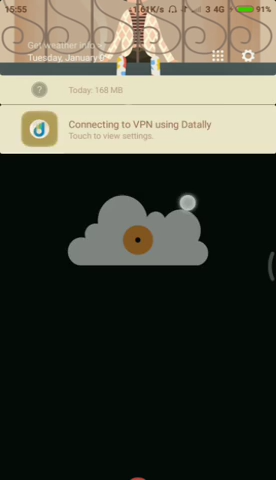 15:55 1.61K/s 3 4G 91%
Get weather info
Tuesday, January
?
Today: 168 MB
Connecting to VPN using Datally
Touch to view settings.